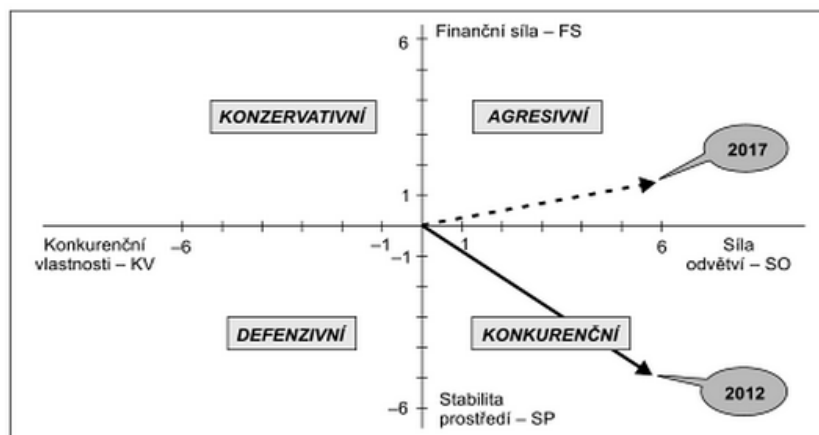 Finanční síla – FS
6
KONZERVATIVNÍ
AGRESIVNÍ
2017
1
Konkurenční
vlastnosti – KV
–6
–1
–1
1
6
Síla
odvětví – SO
DEFENZIVNÍ
KONKURENČNÍ
2012
–6
Stabilita
prostředí – SP